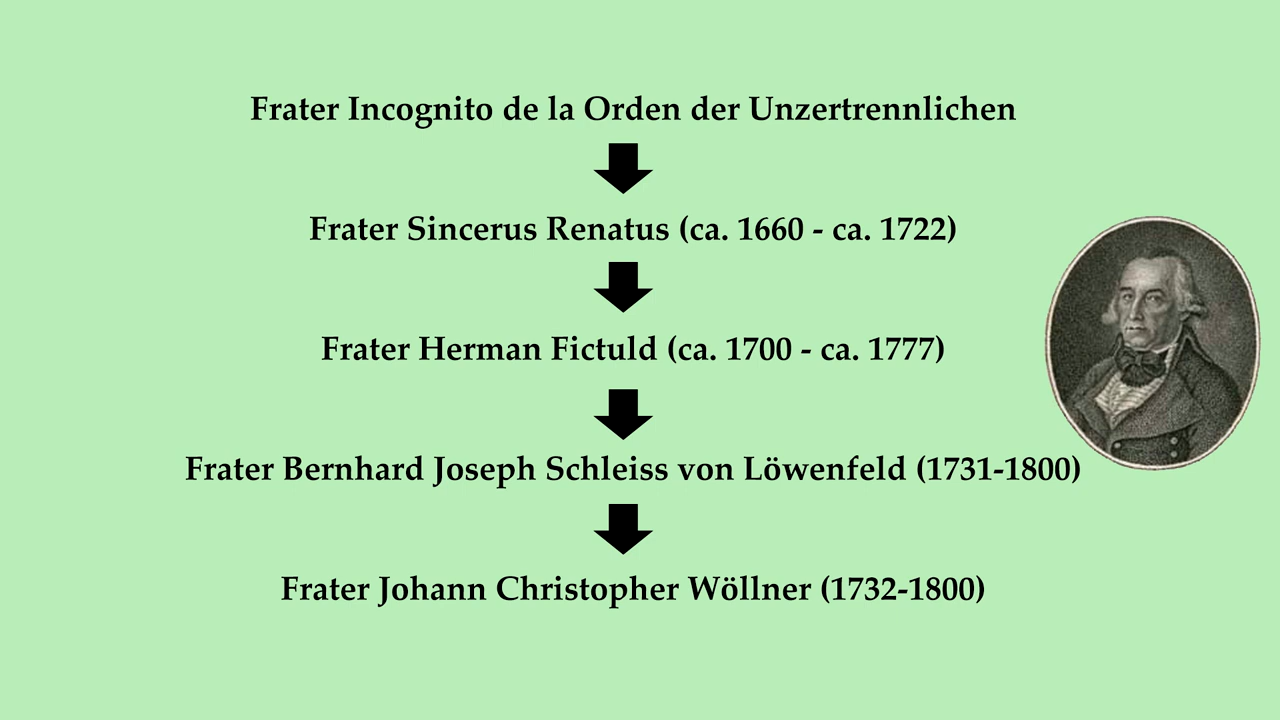 Frater Incognito de la Orden der Unzertrennlichen
Frater Sincerus Renatus (ca. 1660 - ca. 1722)
Frater Herman Fictuld (ca. 1700 - ca. 1777)
Frater Bernhard Joseph Schleiss von Löwenfeld (1731-1800)
Frater Johann Christopher Wöllner (1732-1800)